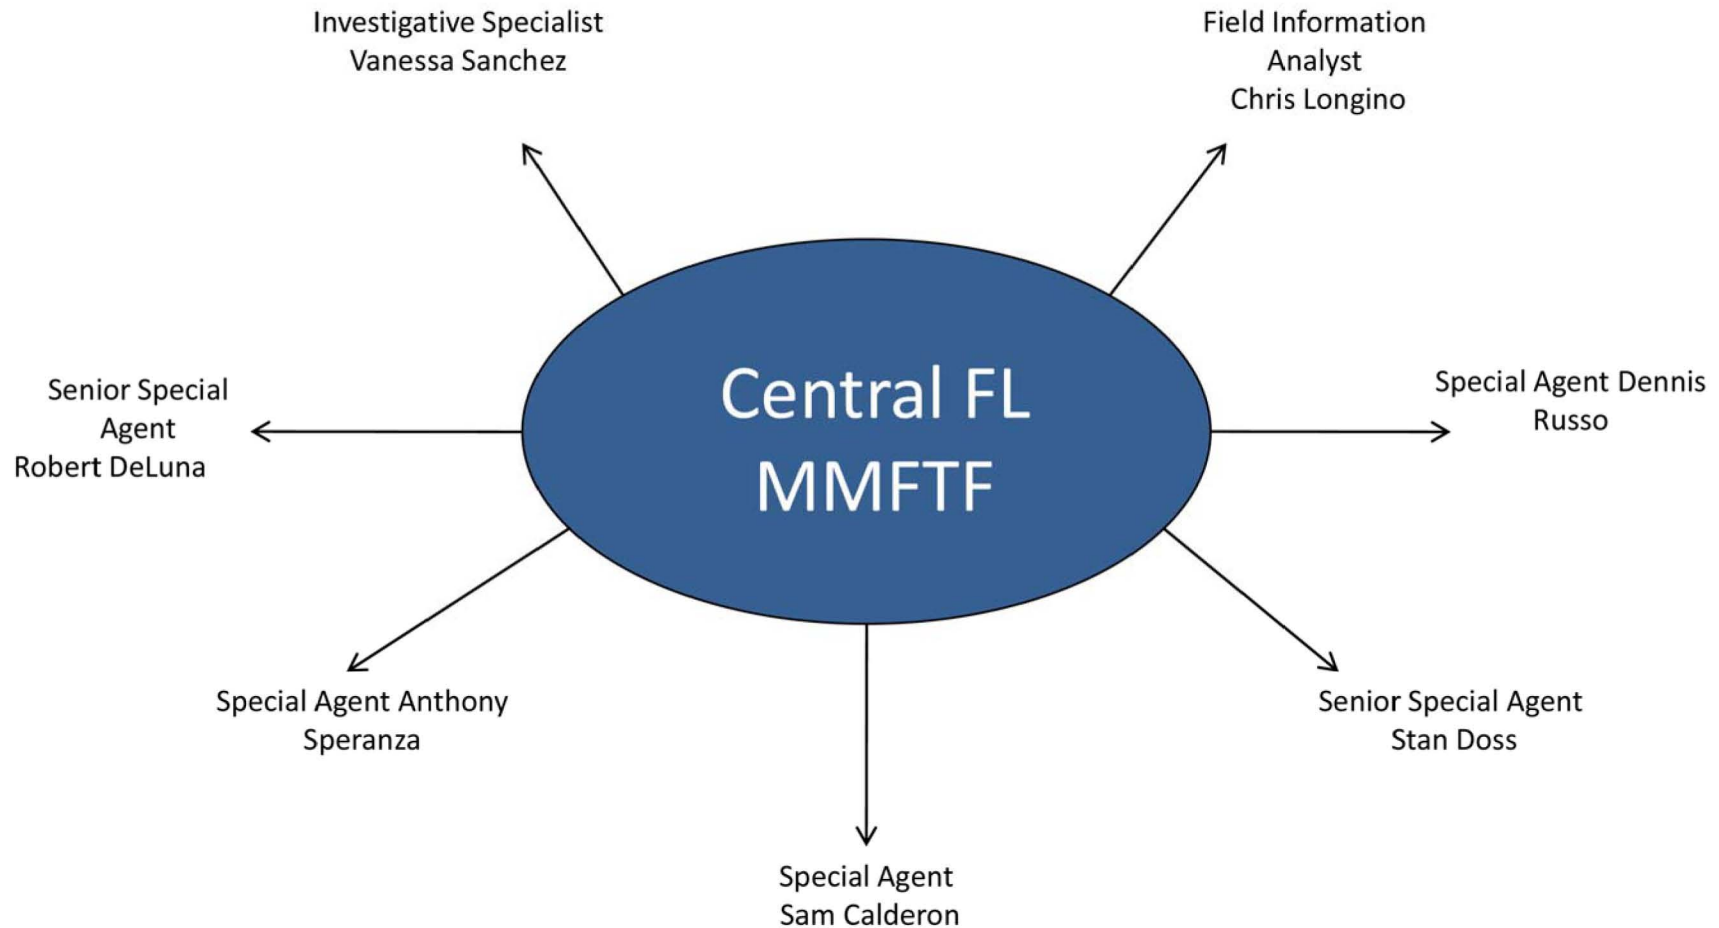 Investigative Specialist
Vanessa Sanchez
Field Information
Analyst
Chris Longino
Senior Special
Agent
Robert DeLuna
Central FL
MMFTF
Special Agent Dennis
Russo
Special Agent Anthony
Speranza
Senior Special Agent
Stan Doss
Special Agent
Sam Calderon